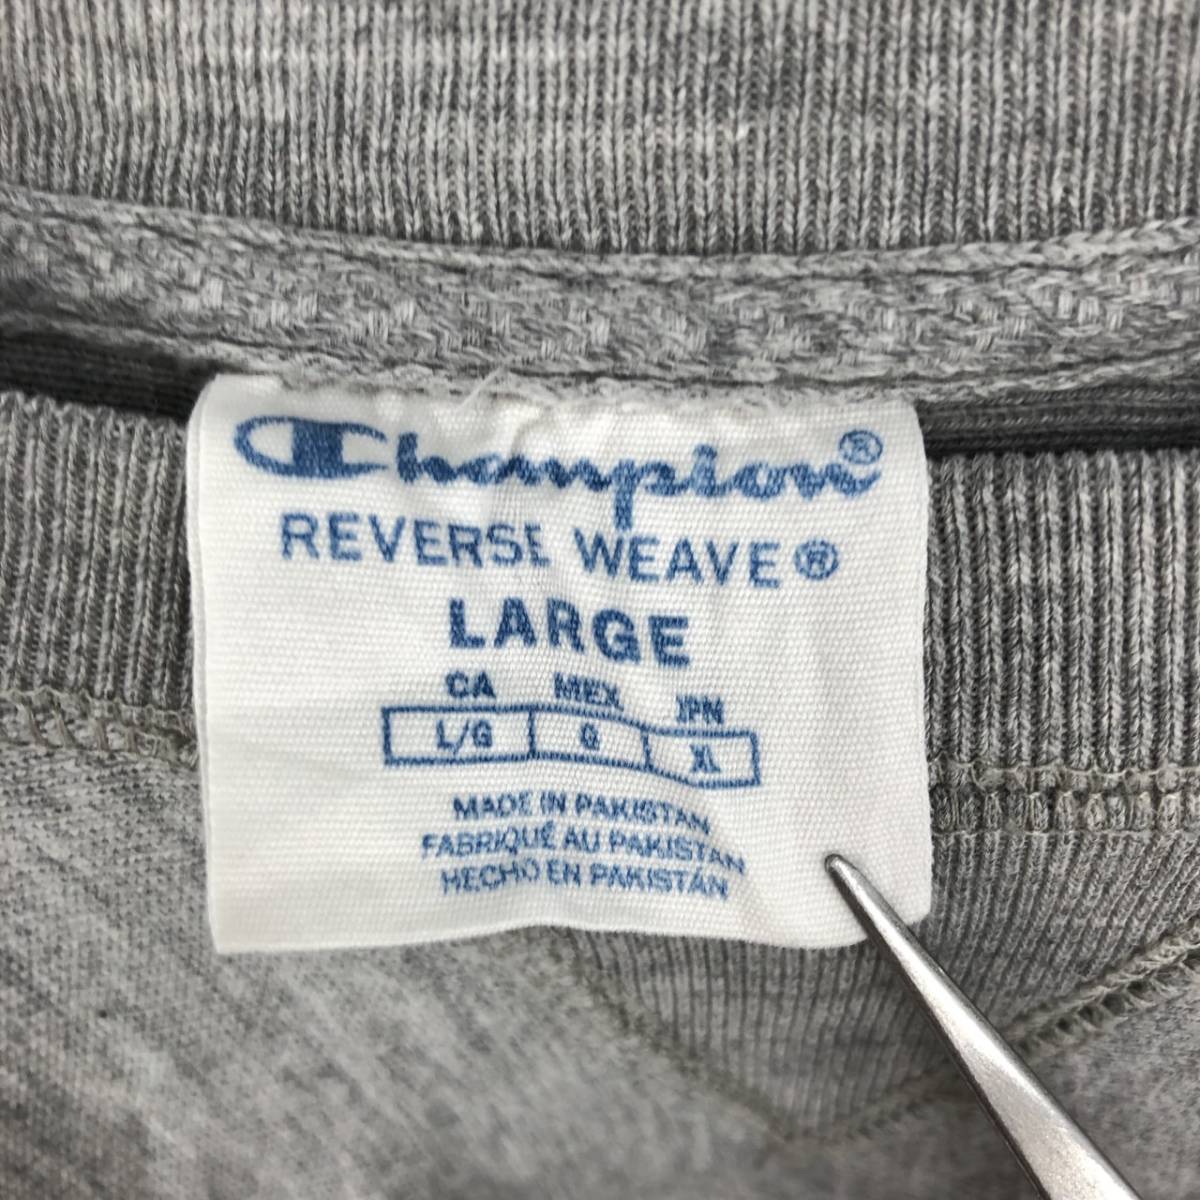 Champion®
REVERSE WEAVE®
LARGE
CA MEX JPN
L/G G XL
MADE IN PAKISTAN
FABRIQUÉ AU PAKISTAN
HECHO EN PAKISTÁN